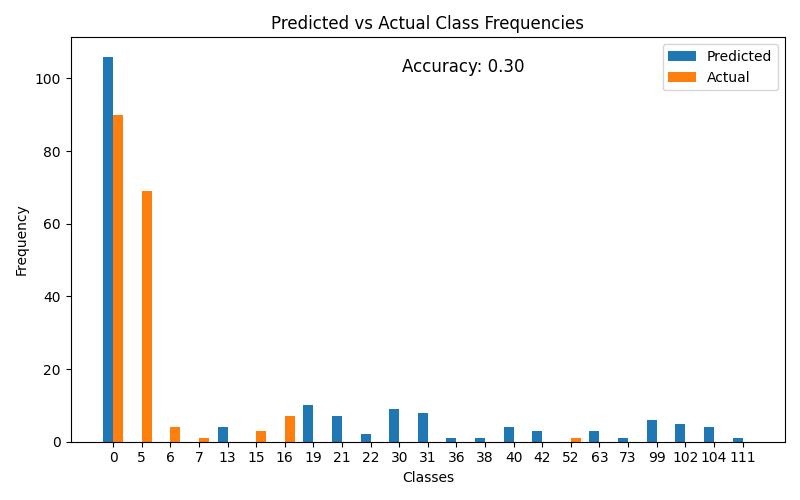 Predicted vs Actual Class Frequencies
Accuracy: 0.30
Predicted
Actual
Frequency
100
80
60
40
20
0
0 5 6 7 13 15 16 19 21 22 30 31 36 38 40 42 52 63 73 99 102 104 111
Classes